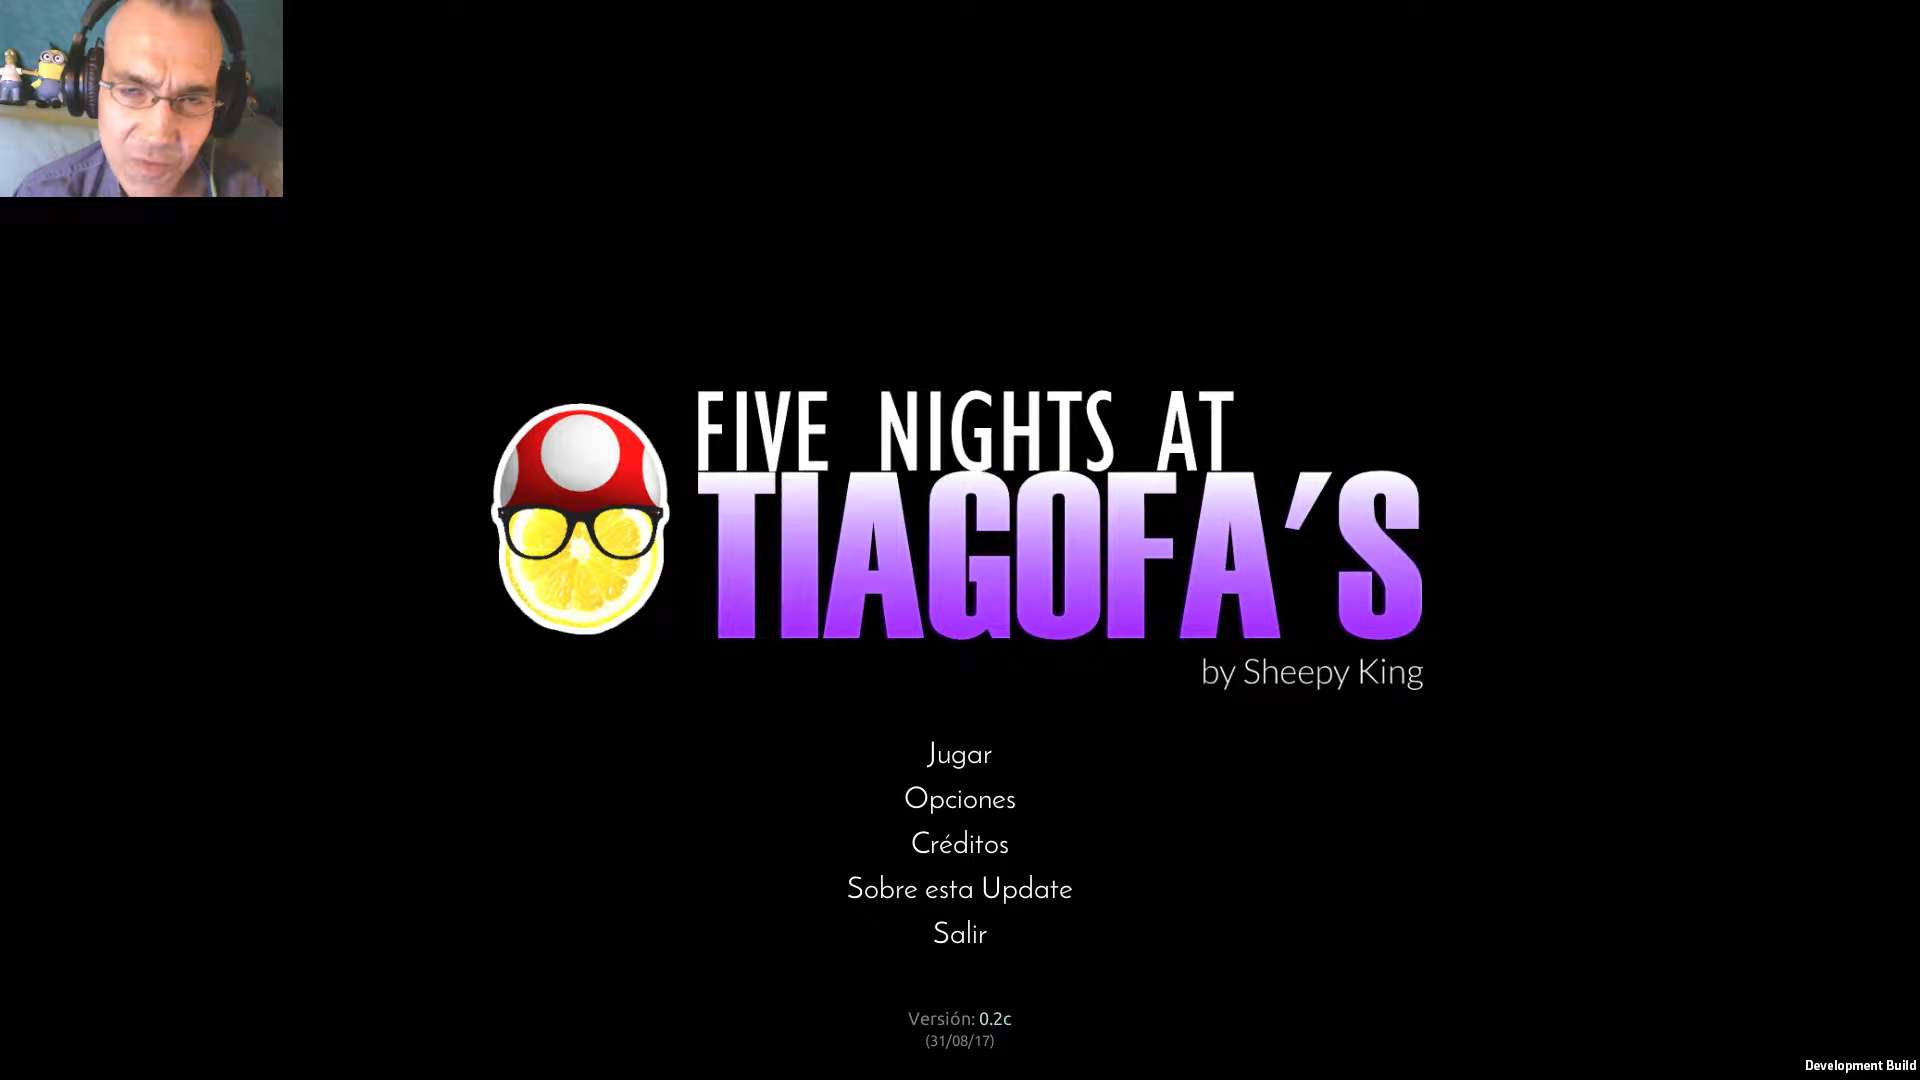 FIVE NIGHTS AT
TIAGOFA'S
by Sheepy King
Jugar
Opciones
Créditos
Sobre esta Update
Salir
Versión: 0.2c
(31/08/17)
Development Build